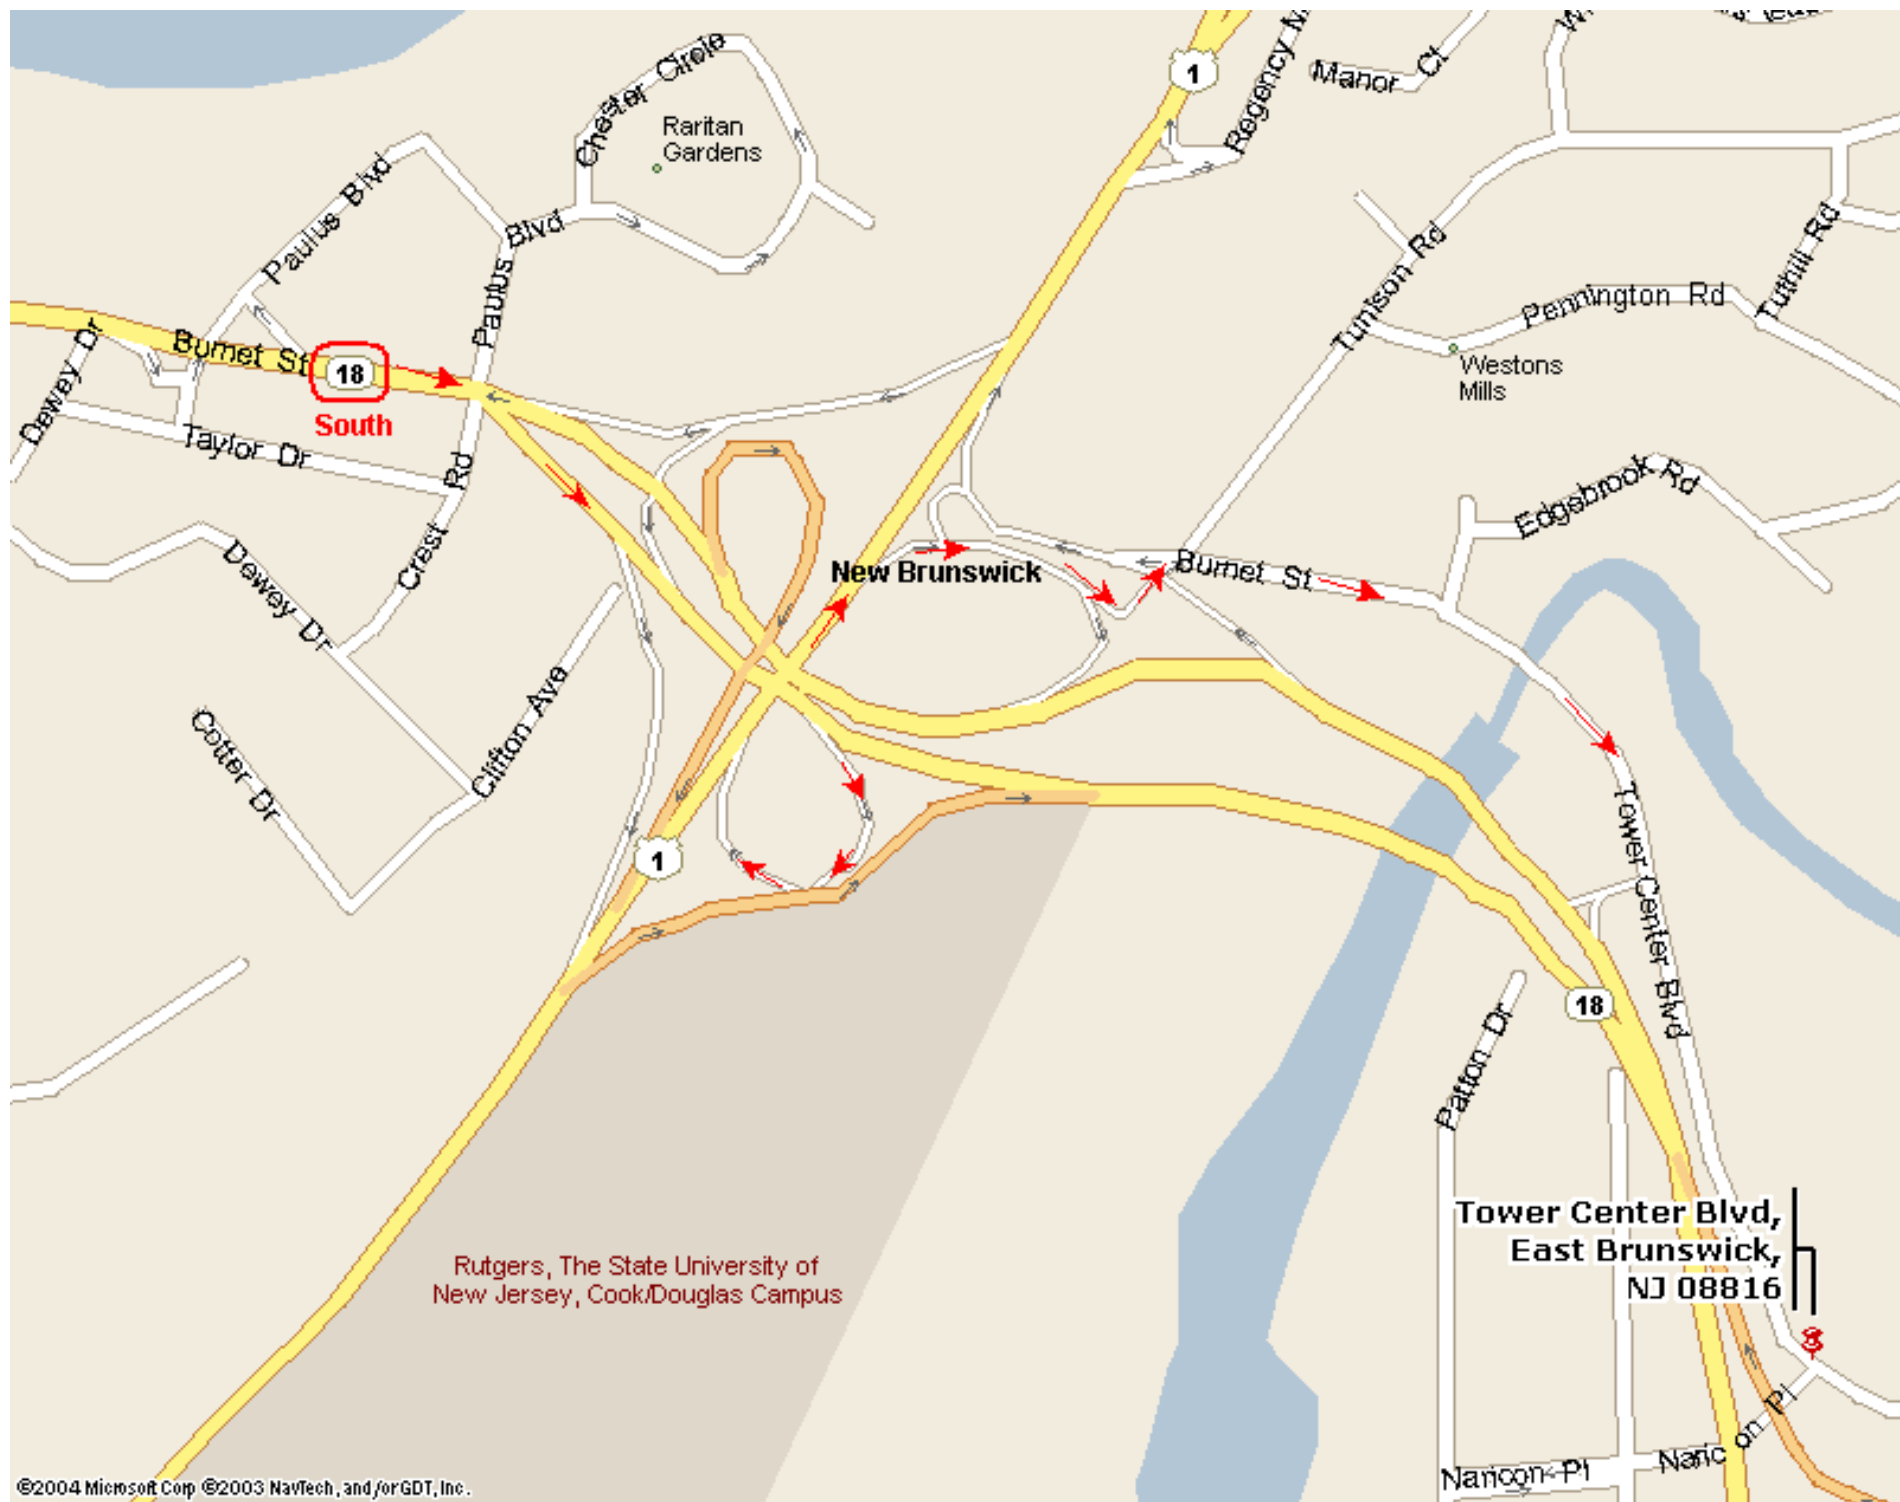 Chester Circle
1
Regency M
Manor Ct
Raritan
Gardens
Paulus Blvd
Paulus Blvd
Tunison Rd
Tuthill Rd
Pennington Rd
Dewey Dr
Burnet St
18
South
Westons
Mills
Taylor Dr
Crest Rd
Edgebrook Rd
Dewey Dr
New Brunswick
Burnet St
Clifton Ave
Cotter Dr
1
Tower Center Blvd
18
Patton Dr
Tower Center Blvd,
East Brunswick,
NJ 08816
Rutgers, The State University of
New Jersey, Cook/Douglas Campus
Naricon Pl
Naricon Pl
©2004 Microsoft Corp ©2003 NavTech, and/or GDT, Inc.